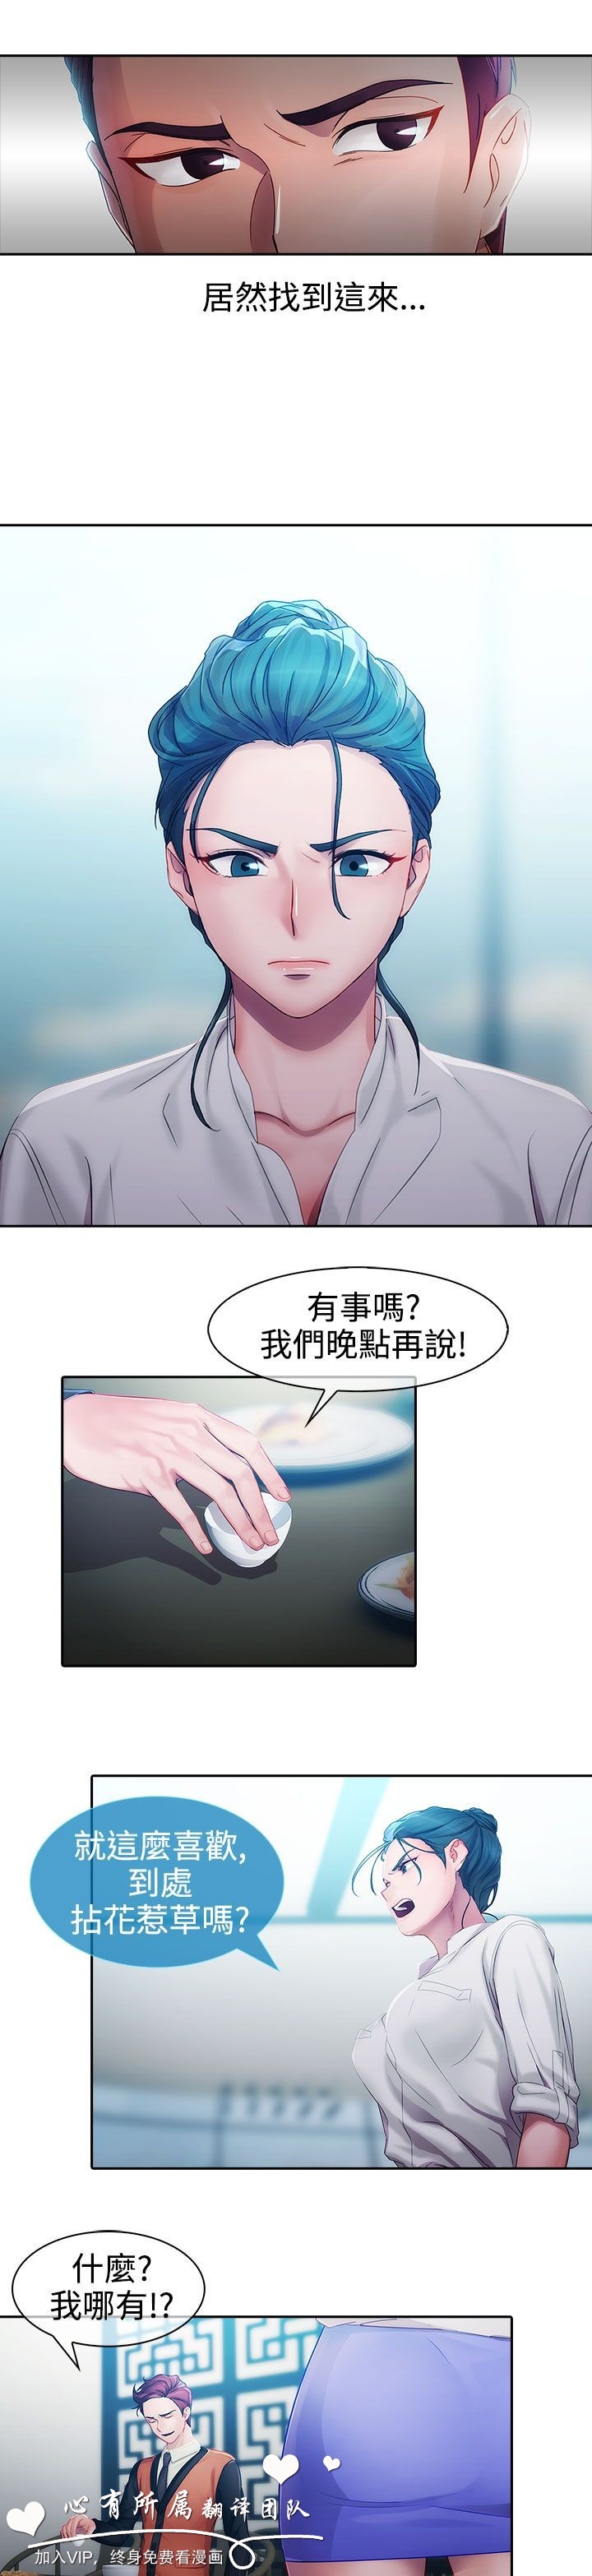 居然找到這來...
有事嗎?
我們晚點再說!
就這麼喜歡,
到處
拈花惹草嗎?
什麼?
我哪有!?
心有所属翻译团队
加入VIP，终身免费看漫画